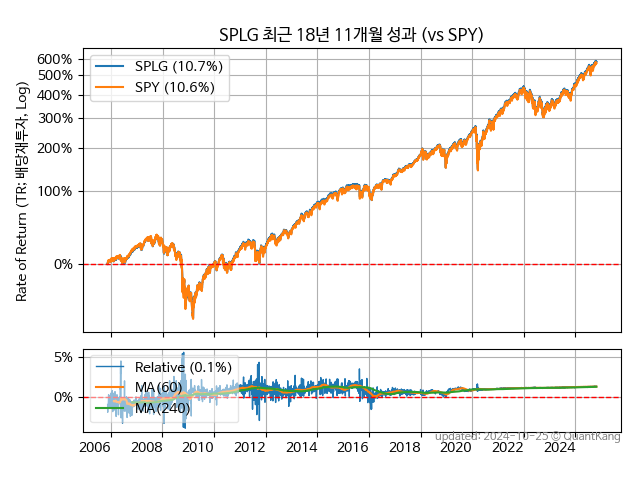 SPLG 최근 18년 11개월 성과 (vs SPY)
600%
500%
400%
300%
200%
100%
0%
Rate of Return (TR: 배당재투자, Log)
SPLG (10.7%)
SPY (10.6%)
5%
0%
Relative (0.1%)
MA(60)
MA(240)
2006 2008 2010 2012 2014 2016 2018 2020 2022 2024
updated: 2024-10-25 © QuantKang